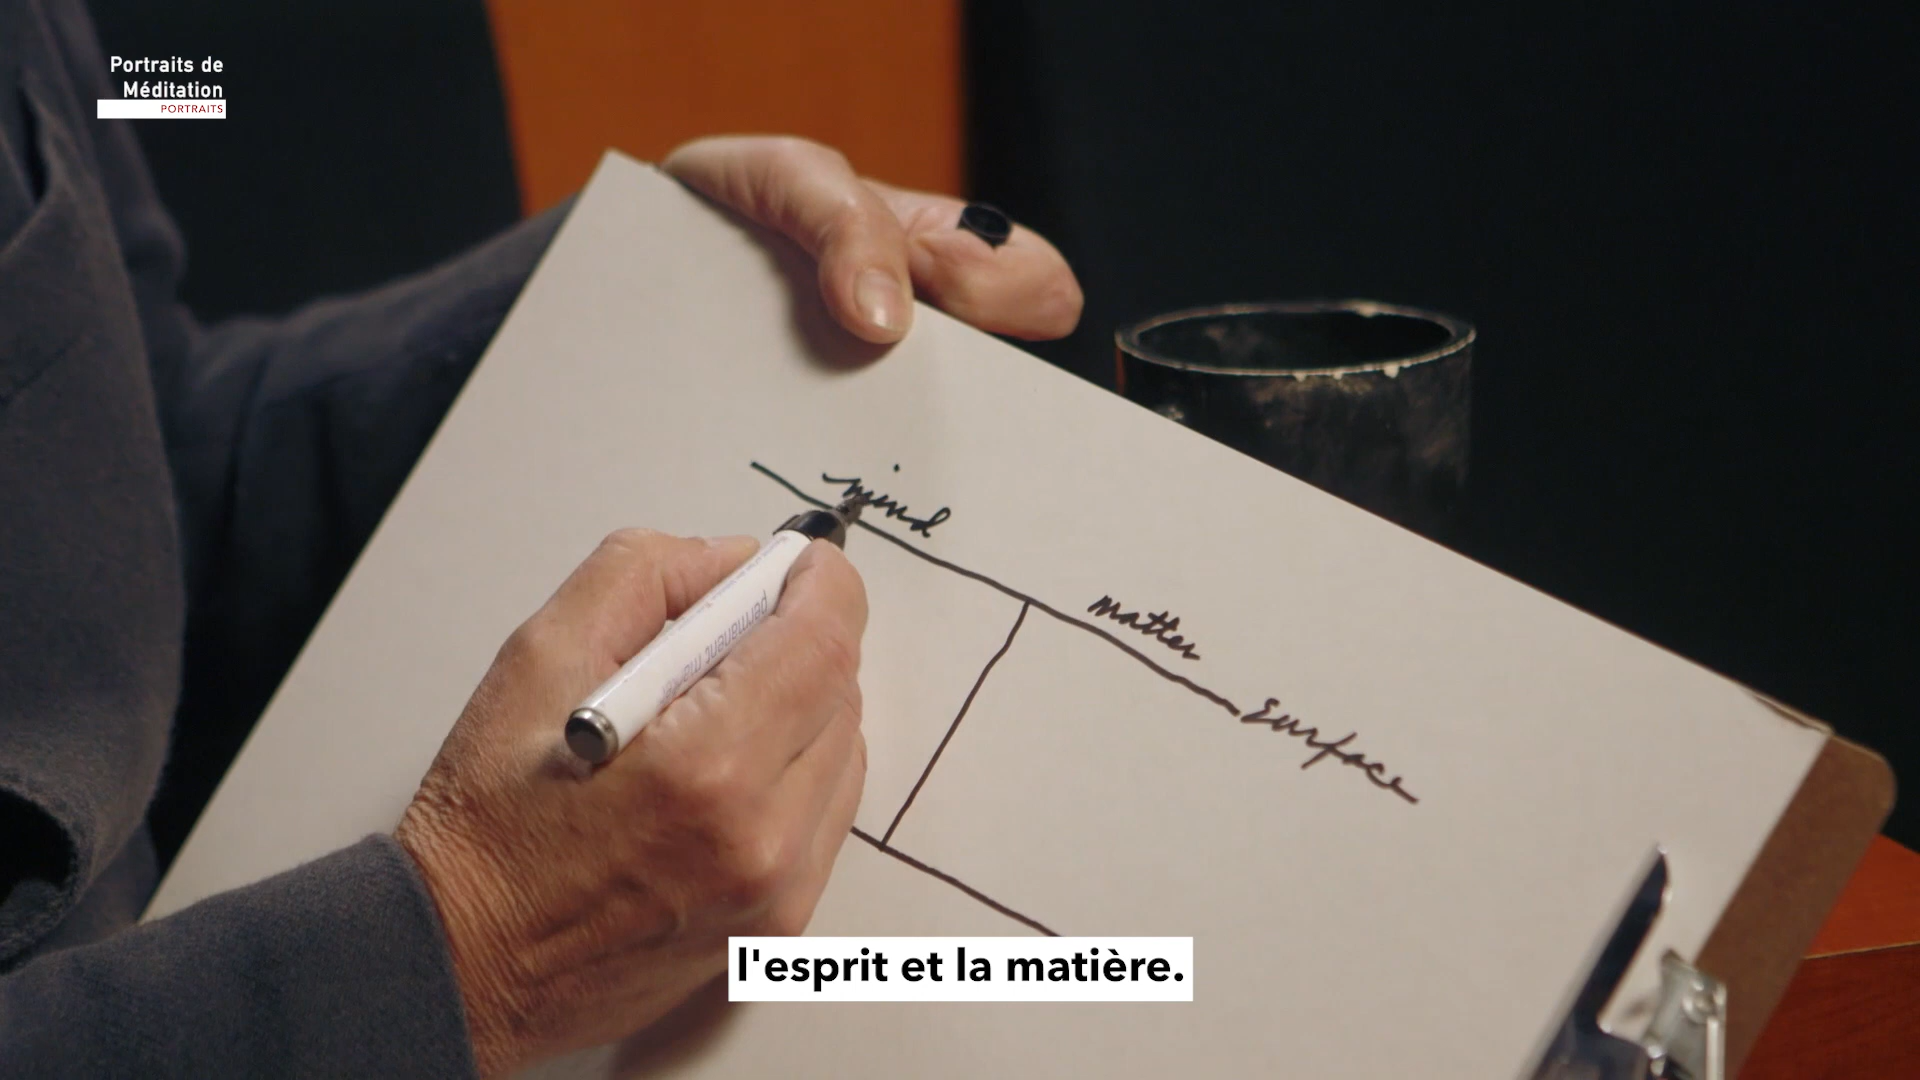 Portraits de
Méditation
PORTRAITS
mind
matter
surface
permanent marker
l'esprit et la matière.